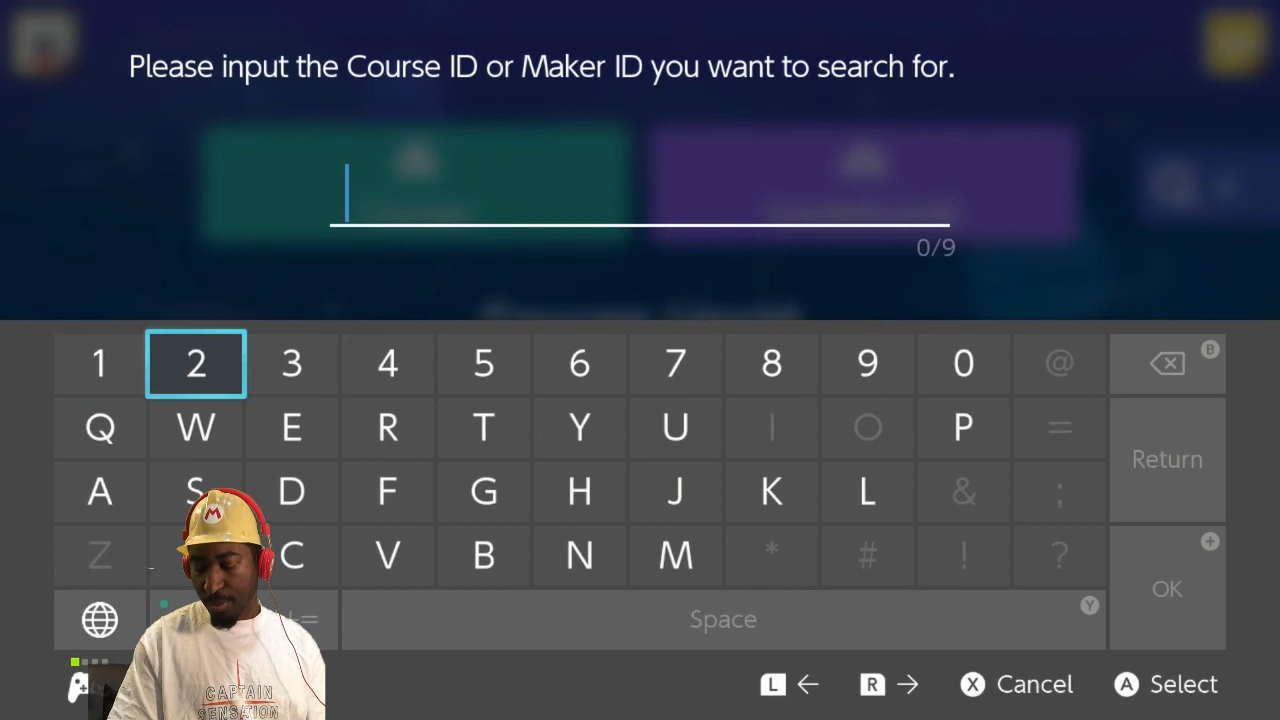 Please input the Course ID or Maker ID you want to search for.
0/9
1 2 3 4 5 6 7 8 9 0 @
B
Q W E R T Y U I O P =
Return
A S D F G H J K L & ;
Z C V B N M * # ! ?
+
OK
=
Space
Y
L ← R → X Cancel A Select
M
CAPTAIN
SENSATION